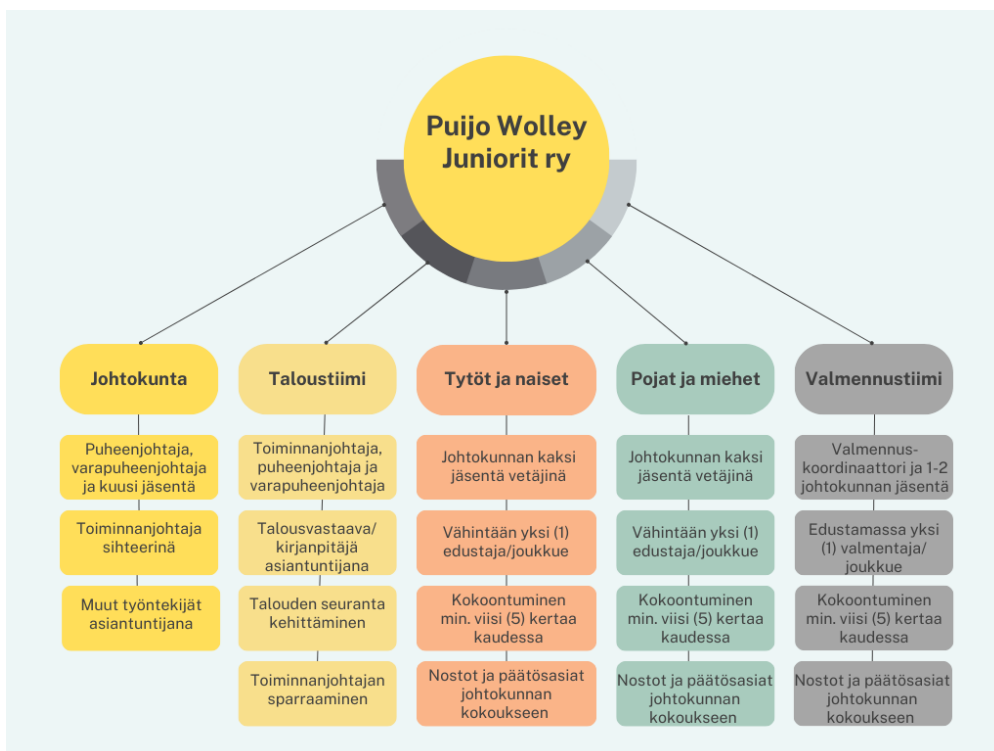 Puijo Wolley
Juniorit ry
Johtokunta
Puheenjohtaja,
varapuheenjohtaja
ja kuusi jäsentä
Toiminnanjohtaja
sihteerinä
Muut työntekijät
asiantuntijana
Taloustiimi
Toiminnanjohtaja,
puheenjohtaja ja
varapuheenjohtaja
Talousvastaava/
kirjanpitäjä
asiantuntijana
Talouden seuranta
kehittäminen
Toiminnanjohtajan
sparraaminen
Tytöt ja naiset
Johtokunnan kaksi
jäsentä vetäjinä
Vähintään yksi (1)
edustaja/joukkue
Kokoontuminen
min. viisi (5) kertaa
kaudessa
Nostot ja päätösasiat
johtokunnan
kokoukseen
Pojat ja miehet
Johtokunnan kaksi
jäsentä vetäjinä
Vähintään yksi (1)
edustaja/joukkue
Kokoontuminen
min. viisi (5) kertaa
kaudessa
Nostot ja päätösasiat
johtokunnan
kokoukseen
Valmennustiimi
Valmennus-
koordinaattori ja 1-2
johtokunnan jäsentä
Edustamassa yksi
(1) valmentaja/
joukkue
Kokoontuminen
min. viisi (5) kertaa
kaudessa
Nostot ja päätösasiat
johtokunnan
kokoukseen